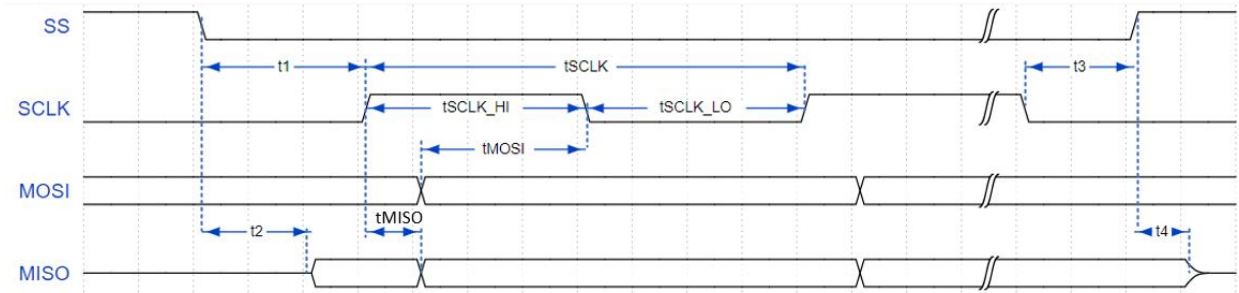 SS
t1
tSCLK
t3
SCLK
tSCLK_HI
tSCLK_LO
tMOSI
MOSI
tMISO
t2
t4
MISO